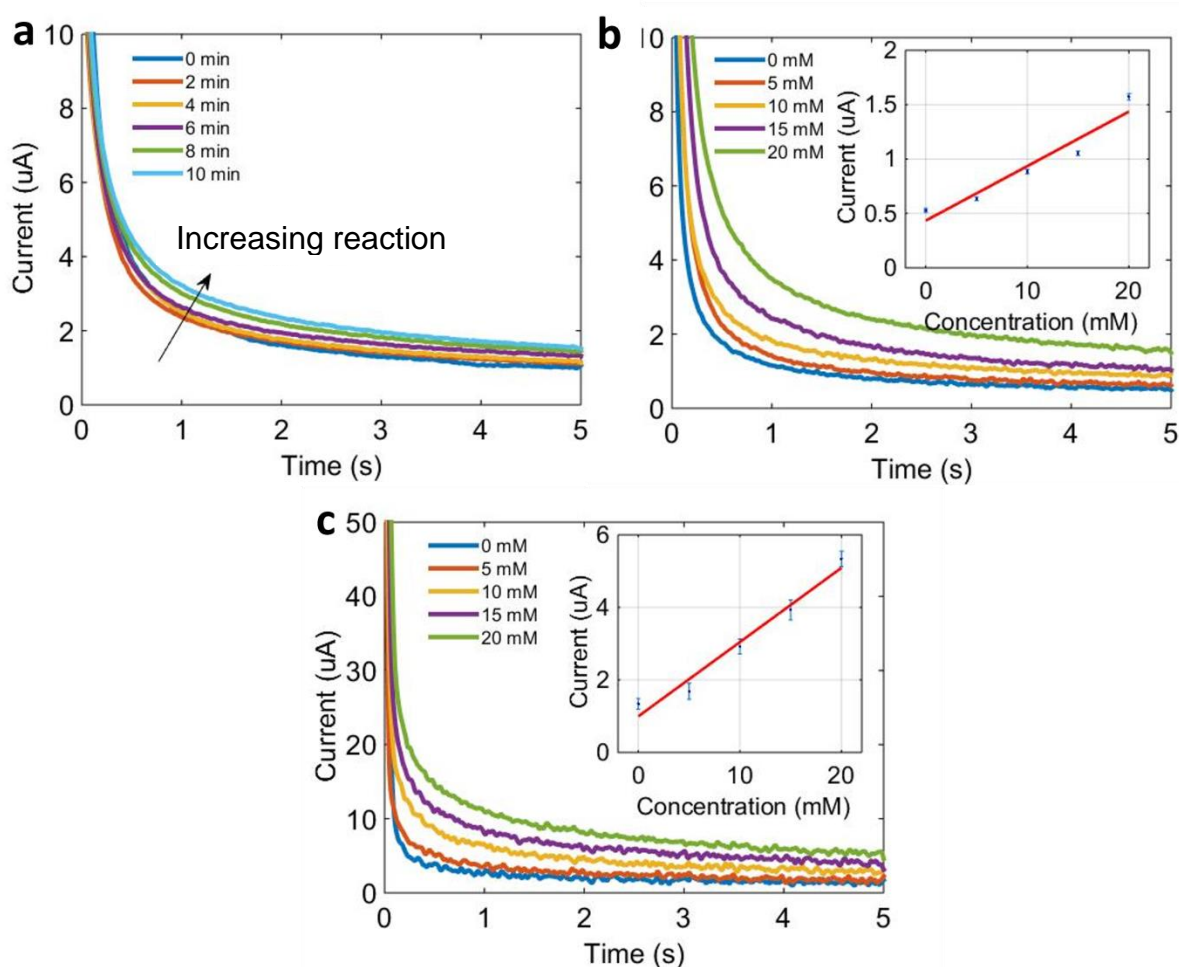 a
10
8
6
4
2
0
Current (uA)
0 min
2 min
4 min
6 min
8 min
10 min
Increasing reaction
0 1 2 3 4 5
Time (s)
b
10
8
6
4
2
0
Current (uA)
0 mM
5 mM
10 mM
15 mM
20 mM
2
1.5
1
0.5
0
Current (uA)
0 10 20
Concentration (mM)
0 1 2 3 4 5
Time (s)
c
50
40
30
20
10
0
Current (uA)
0 mM
5 mM
10 mM
15 mM
20 mM
6
4
2
0
Current (uA)
0 10 20
Concentration (mM)
0 1 2 3 4 5
Time (s)